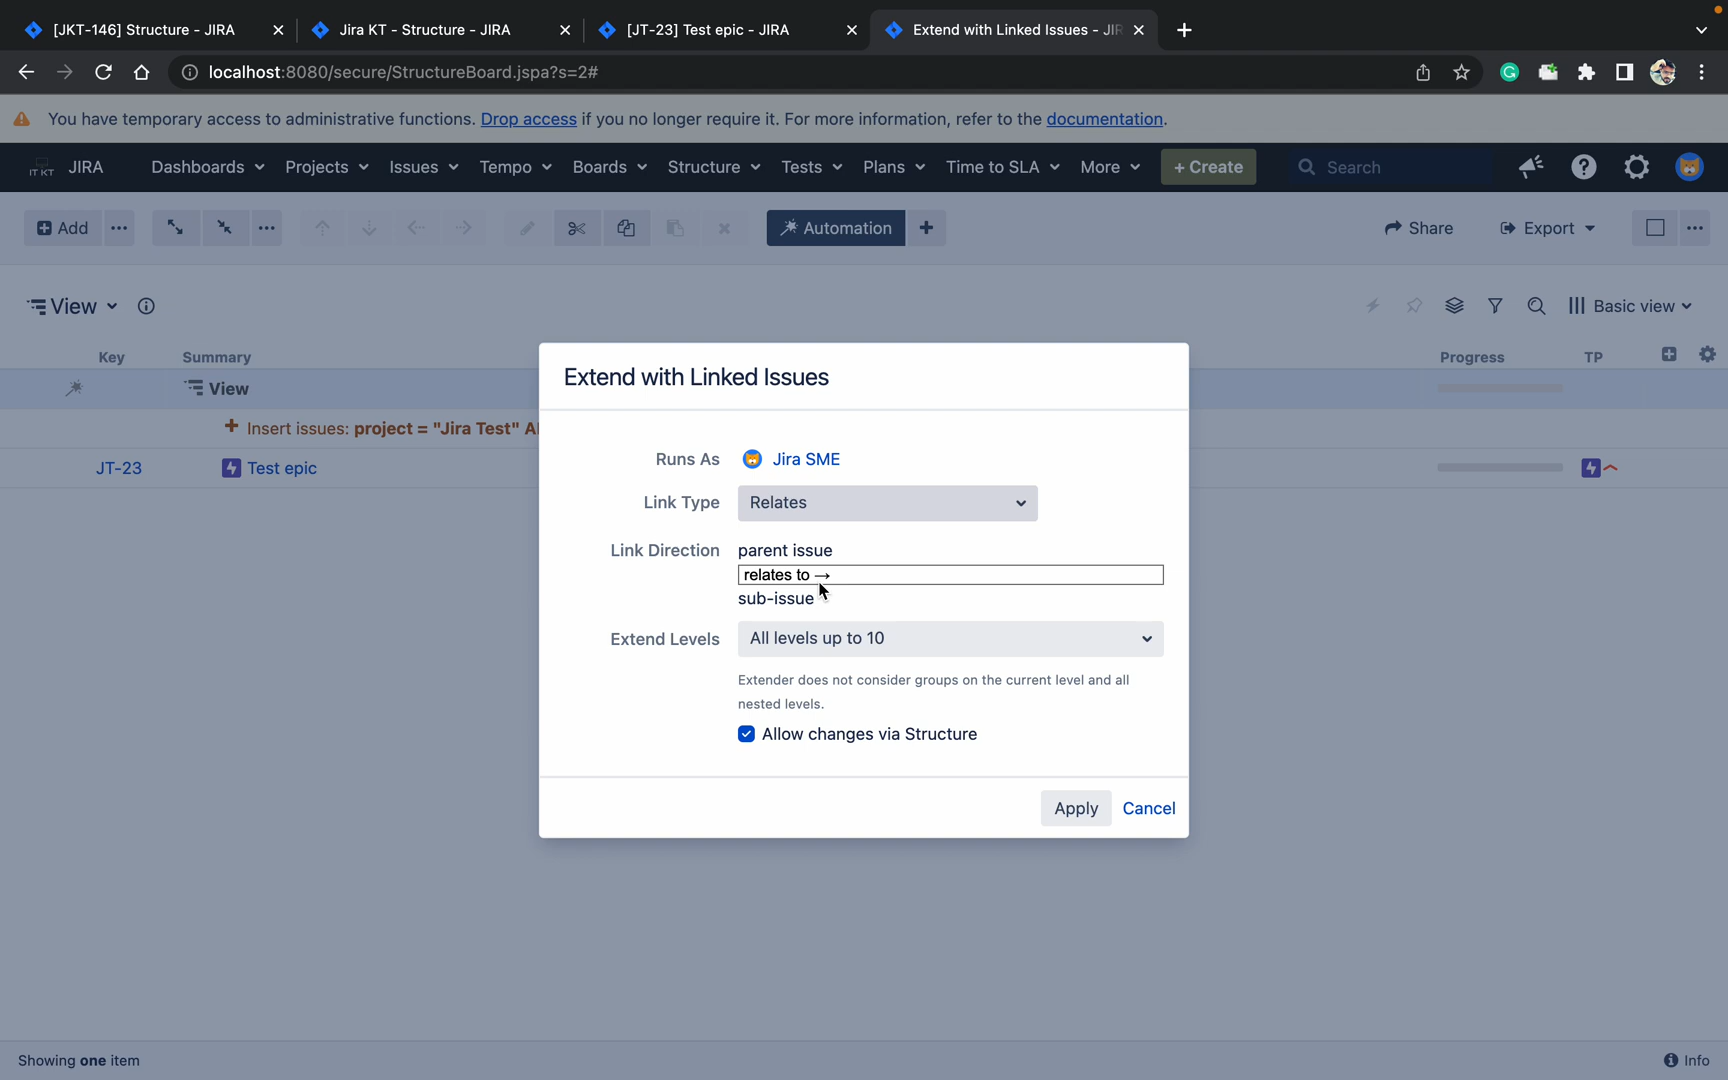 [JKT-146] Structure - JIRA
Jira KT - Structure - JIRA
[JT-23] Test epic - JIRA
Extend with Linked Issues - JIR
localhost:8080/secure/StructureBoard.jspa?s=2#
You have temporary access to administrative functions. Drop access if you no longer require it. For more information, refer to the documentation.
IT KT JIRA Dashboards Projects Issues Tempo Boards Structure Tests Plans Time to SLA More + Create Search
Add Automation Share Export
View Basic view
Key Summary Progress TP
View
Insert issues: project = "Jira Test" A
JT-23 Test epic
Extend with Linked Issues
Runs As Jira SME
Link Type Relates
Link Direction parent issue
relates to →
sub-issue
Extend Levels All levels up to 10
Extender does not consider groups on the current level and all
nested levels.
Allow changes via Structure
Apply Cancel
Showing one item Info